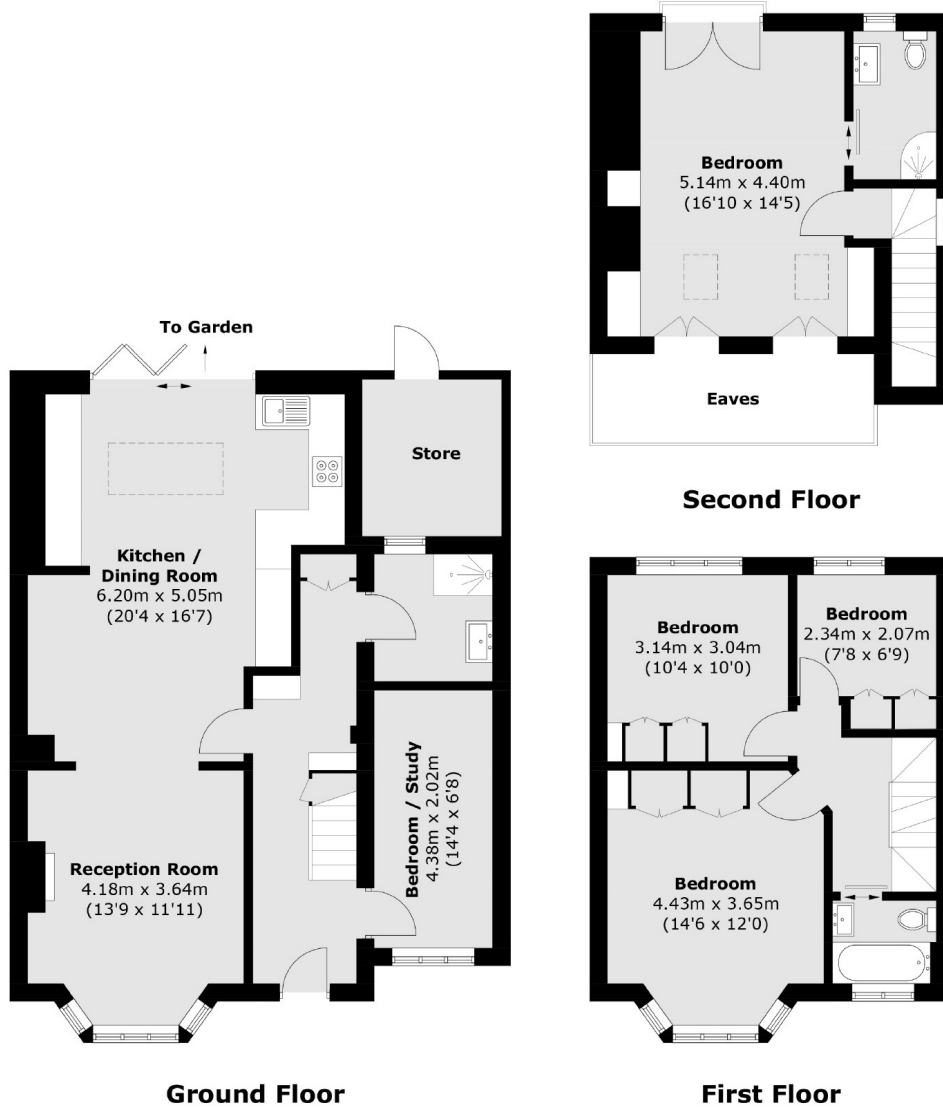 To Garden
Store
Kitchen /
Dining Room
6.20m x 5.05m
(20'4 x 16'7)
Bedroom / Study
4.38m x 2.02m
(14'4 x 6'8)
Reception Room
4.18m x 3.64m
(13'9 x 11'11)
Ground Floor
Bedroom
5.14m x 4.40m
(16'10 x 14'5)
Eaves
Second Floor
Bedroom
3.14m x 3.04m
(10'4 x 10'0)
Bedroom
2.34m x 2.07m
(7'8 x 6'9)
Bedroom
4.43m x 3.65m
(14'6 x 12'0)
First Floor